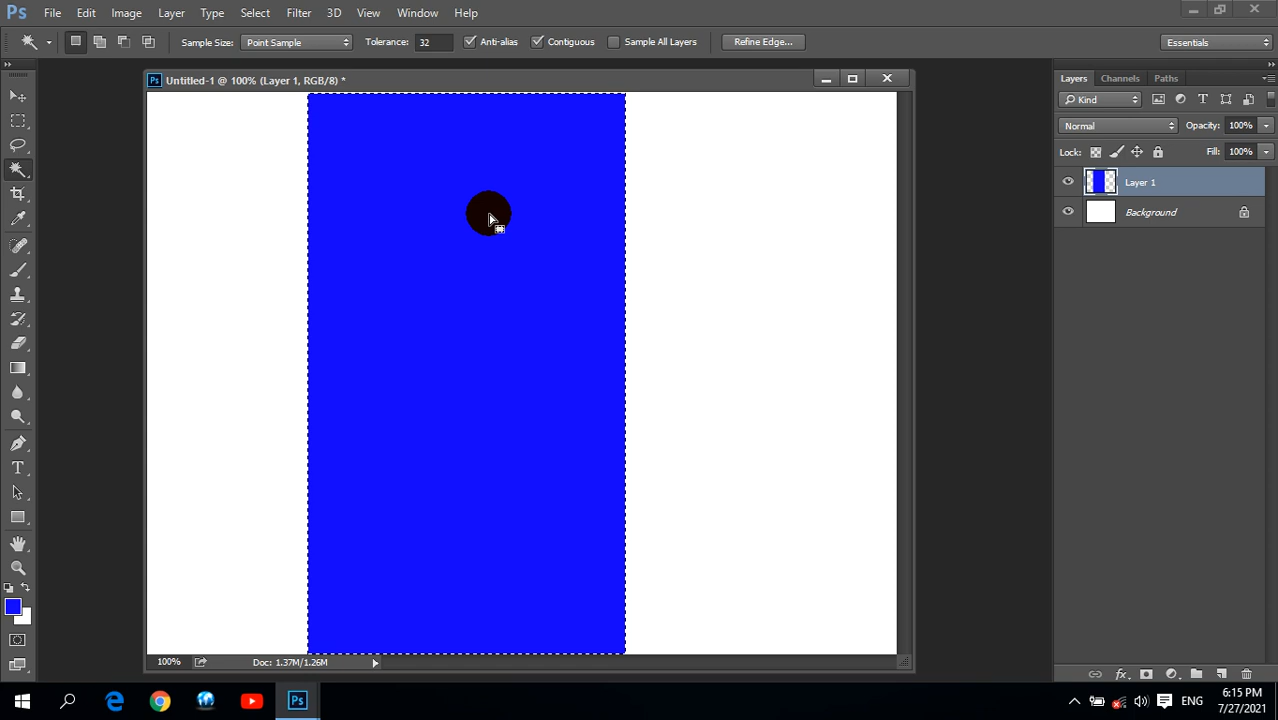 Ps File Edit Image Layer Type Select Filter 3D View Window Help
Sample Size: Point Sample Tolerance: 32 Anti-alias Contiguous Sample All Layers Refine Edge... Essentials
Ps Untitled-1 @ 100% (Layer 1, RGB/8) *
Layers Channels Paths
Kind
Normal Opacity: 100%
Lock: Fill: 100%
Layer 1
Background
T
100% Doc: 1.37M/1.26M
Ps ENG 6:15 PM
7/27/2021